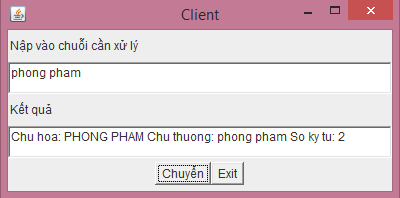 Client
Nập vào chuỗi cần xử lý
phong pham
Kết quả
Chu hoa: PHONG PHAM Chu thuong: phong pham So ky tu: 2
Chuyển Exit